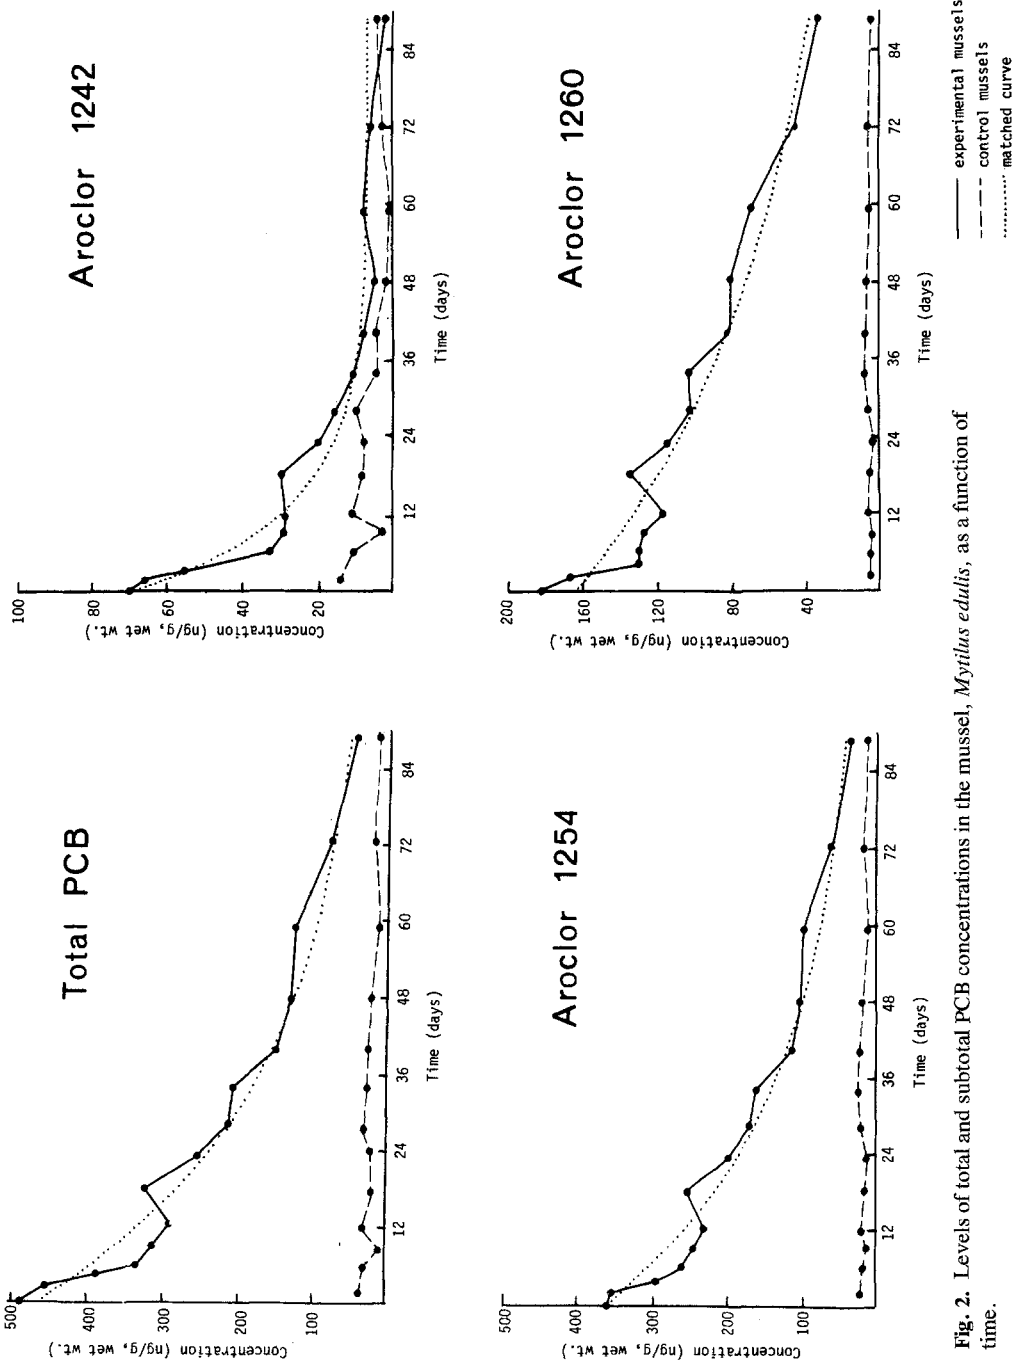 Total PCB
500
400
300
200
100
Concentration (ng/g, wet wt.)
12 24 36 48 60 72 84
Time (days)
Aroclor 1242
100
80
60
40
20
Concentration (ng/g, wet wt.)
12 24 36 48 60 72 84
Time (days)
Aroclor 1254
500
400
300
200
100
Concentration (ng/g, wet wt.)
12 24 36 48 60 72 84
Time (days)
Aroclor 1260
200
160
120
80
40
Concentration (ng/g, wet wt.)
12 24 36 48 60 72 84
Time (days)
experimental mussels
control mussels
matched curve
Fig. 2. Levels of total and subtotal PCB concentrations in the mussel, Mytilus edulis, as a function of
time.